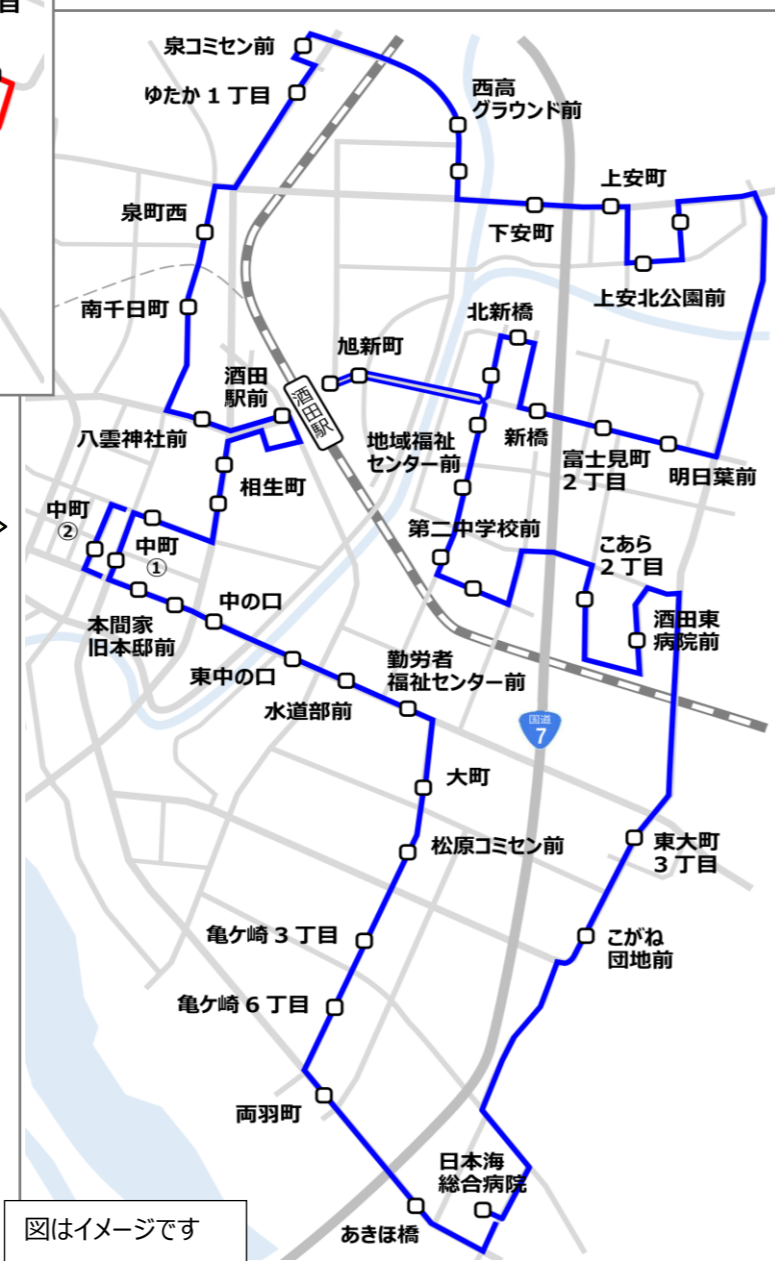 目
泉コミセン前
ゆたか１丁目
西高
グラウンド前
上安町
泉町西
下安町
上安北公園前
南千日町
北新橋
旭新町
酒田
駅前
酒田駅
八雲神社前
地域福祉
センター前
新橋
富士見町
２丁目
明日葉前
相生町
中町
②
中町
①
第二中学校前
こあら
２丁目
本間家
旧本邸前
中の口
酒田東
病院前
東中の口
勤労者
福祉センター前
水道部前
国道
7
大町
松原コミセン前
東大町
３丁目
亀ケ崎３丁目
こがね
団地前
亀ケ崎６丁目
両羽町
日本海
総合病院
あきほ橋
図はイメージです